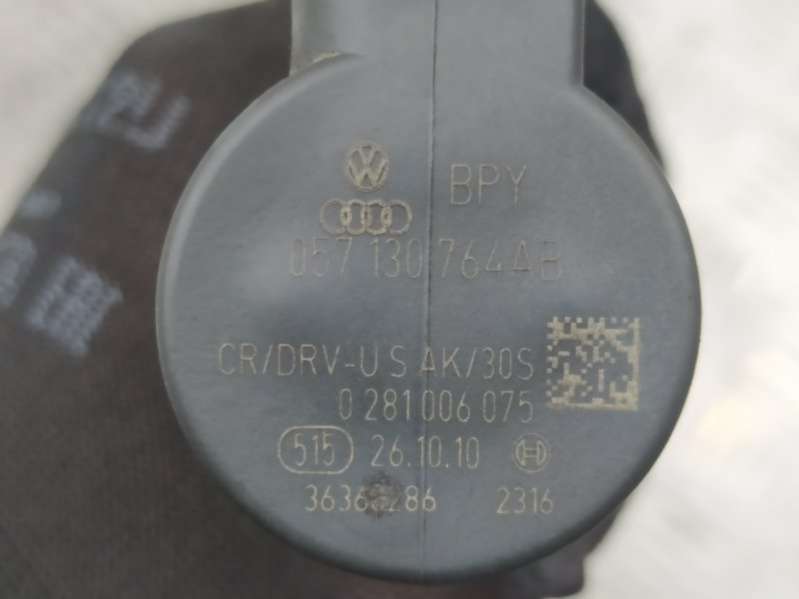 BPY
057 130 764AB
CR/DRV-U S AK/30S
0 281 006 075
515 26.10.10
2316